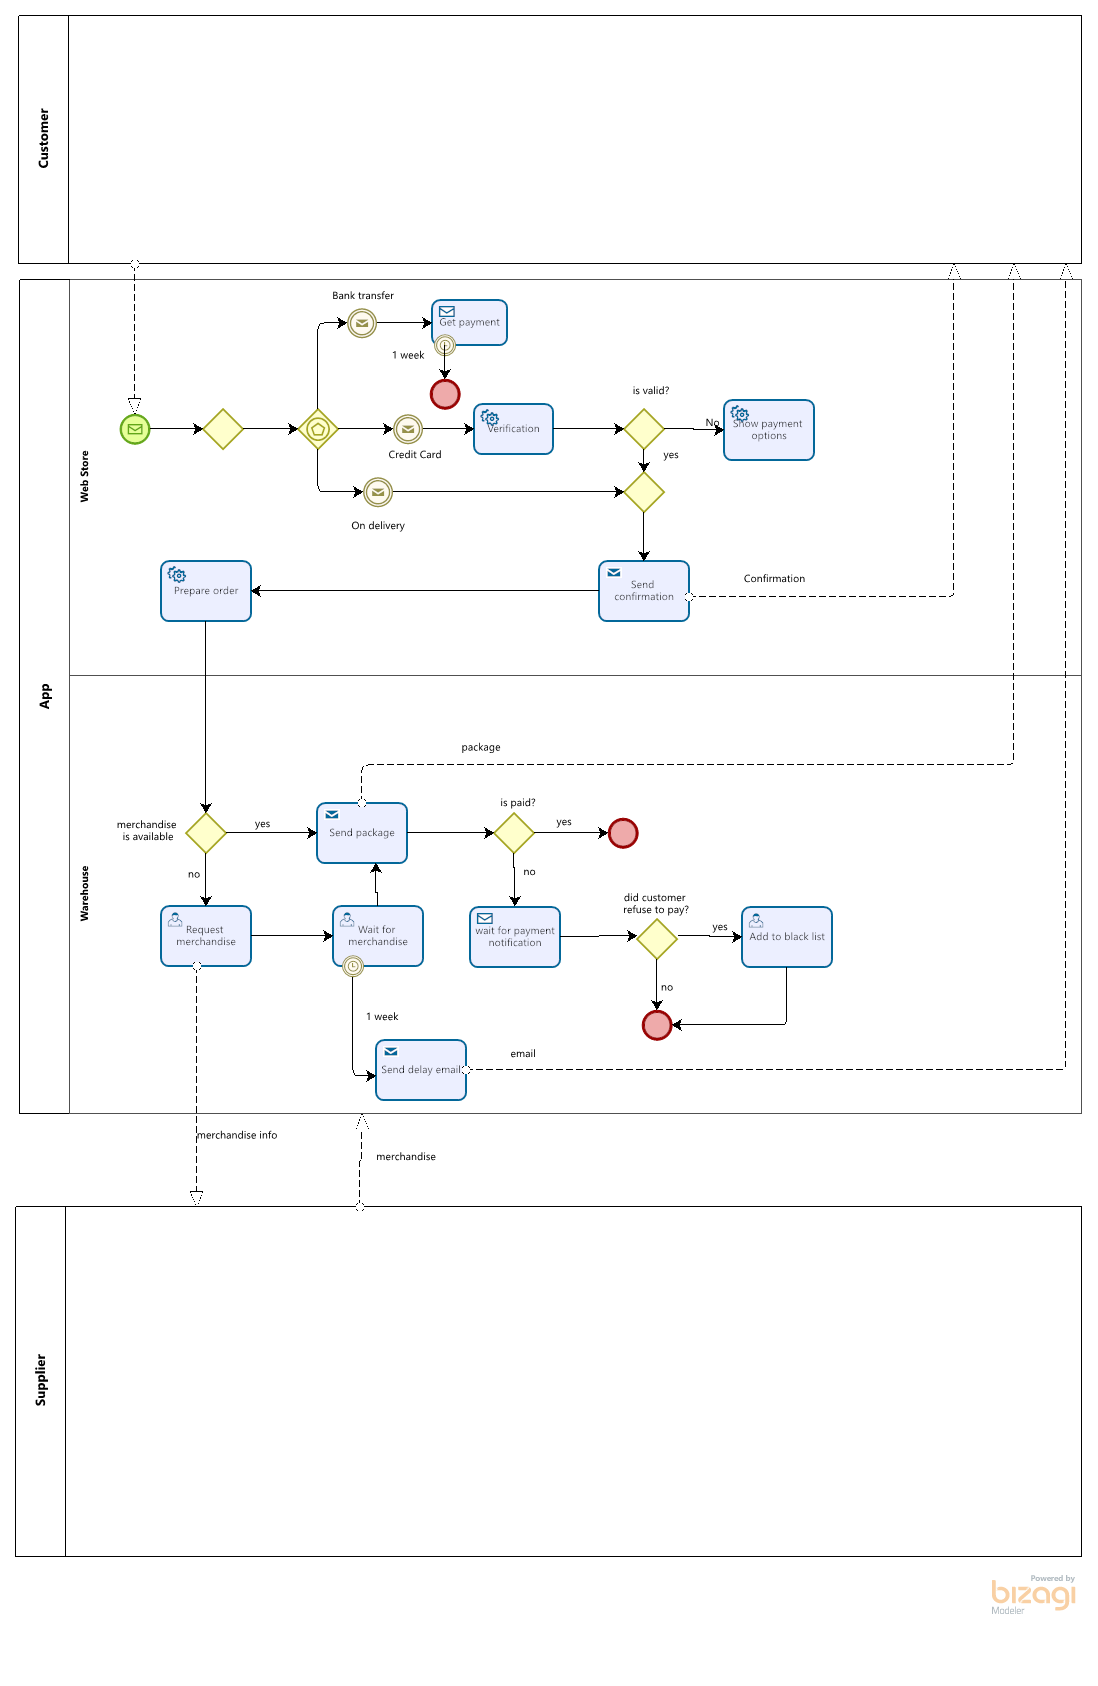 Customer
App
Web Store
Bank transfer
Get payment
1 week
is valid?
No
Show payment
options
Verification
Credit Card
yes
On delivery
Prepare order
Send
confirmation
Confirmation
Warehouse
package
merchandise
is available
yes
Send package
is paid?
yes
no
no
did customer
refuse to pay?
Request
merchandise
Wait for
merchandise
wait for payment
notification
yes
Add to black list
no
1 week
Send delay email
email
merchandise info
merchandise
Supplier
Powered by
bizagi
Modeler